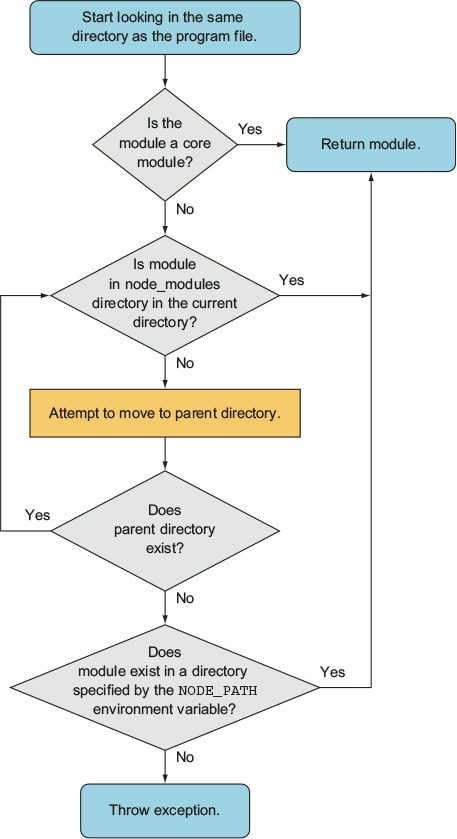 Start looking in the same
directory as the program file.
Is the
module a core
module?
Yes
Return module.
No
Is module
in node_modules
directory in the current
directory?
Yes
No
Attempt to move to parent directory.
Does
parent directory
exist?
Yes
No
Does
module exist in a directory
specified by the NODE_PATH
environment variable?
Yes
No
Throw exception.